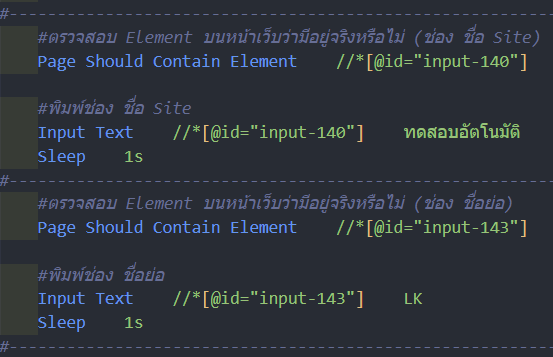 #------------------------------------------------------
#ตรวจสอบ Element บนหน้าเว็บว่ามีอยู่จริงหรือไม่ (ช่อง ชื่อ Site)
Page Should Contain Element    //*[@id="input-140"]
#พิมพ์ช่อง ชื่อ Site
Input Text    //*[@id="input-140"]    ทดสอบอัตโนมัติ
Sleep    1s
#------------------------------------------------------
#ตรวจสอบ Element บนหน้าเว็บว่ามีอยู่จริงหรือไม่ (ช่อง ชื่อย่อ)
Page Should Contain Element    //*[@id="input-143"]
#พิมพ์ช่อง ชื่อย่อ
Input Text    //*[@id="input-143"]    LK
Sleep    1s
#------------------------------------------------------